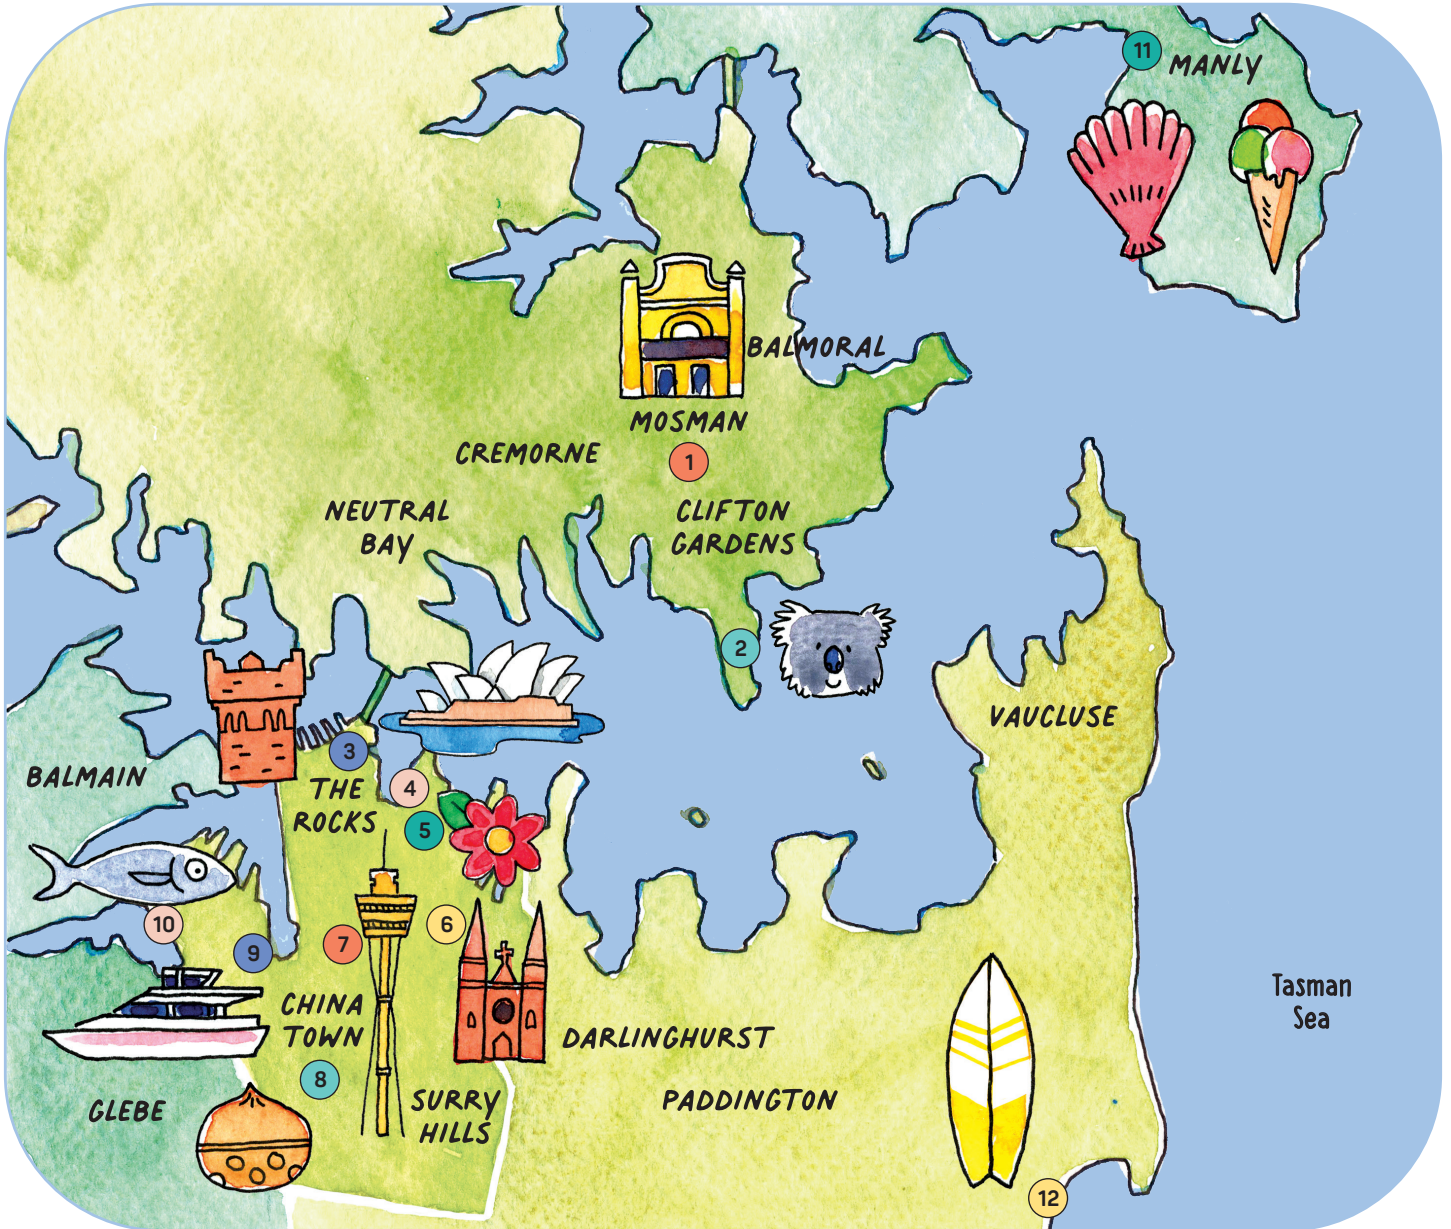 11
MANLY
BALMORAL
MOSMAN
CREMORNE
1
NEUTRAL
BAY
CLIFTON
GARDENS
2
VAUCLUSE
3
BALMAIN
THE
ROCKS
4
5
10
9
7
6
Tasman
Sea
CHINA
TOWN
DARLINGHURST
8
GLEBE
SURRY
HILLS
PADDINGTON
12